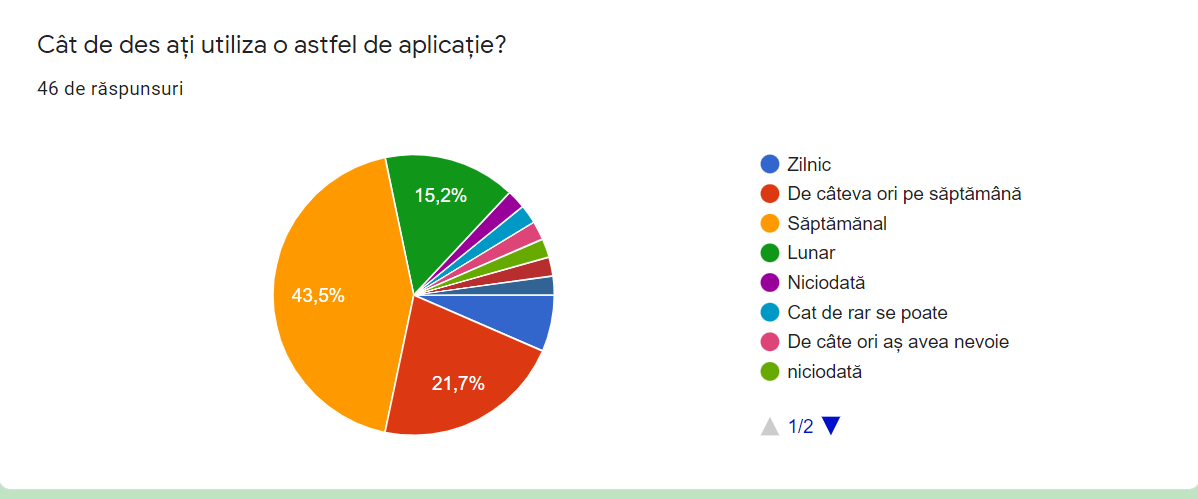 Cât de des ați utiliza o astfel de aplicație?
46 de răspunsuri
15,2%
43,5%
21,7%
Zilnic
De câteva ori pe săptămână
Săptămănal
Lunar
Niciodată
Cat de rar se poate
De câte ori aș avea nevoie
niciodată
1/2